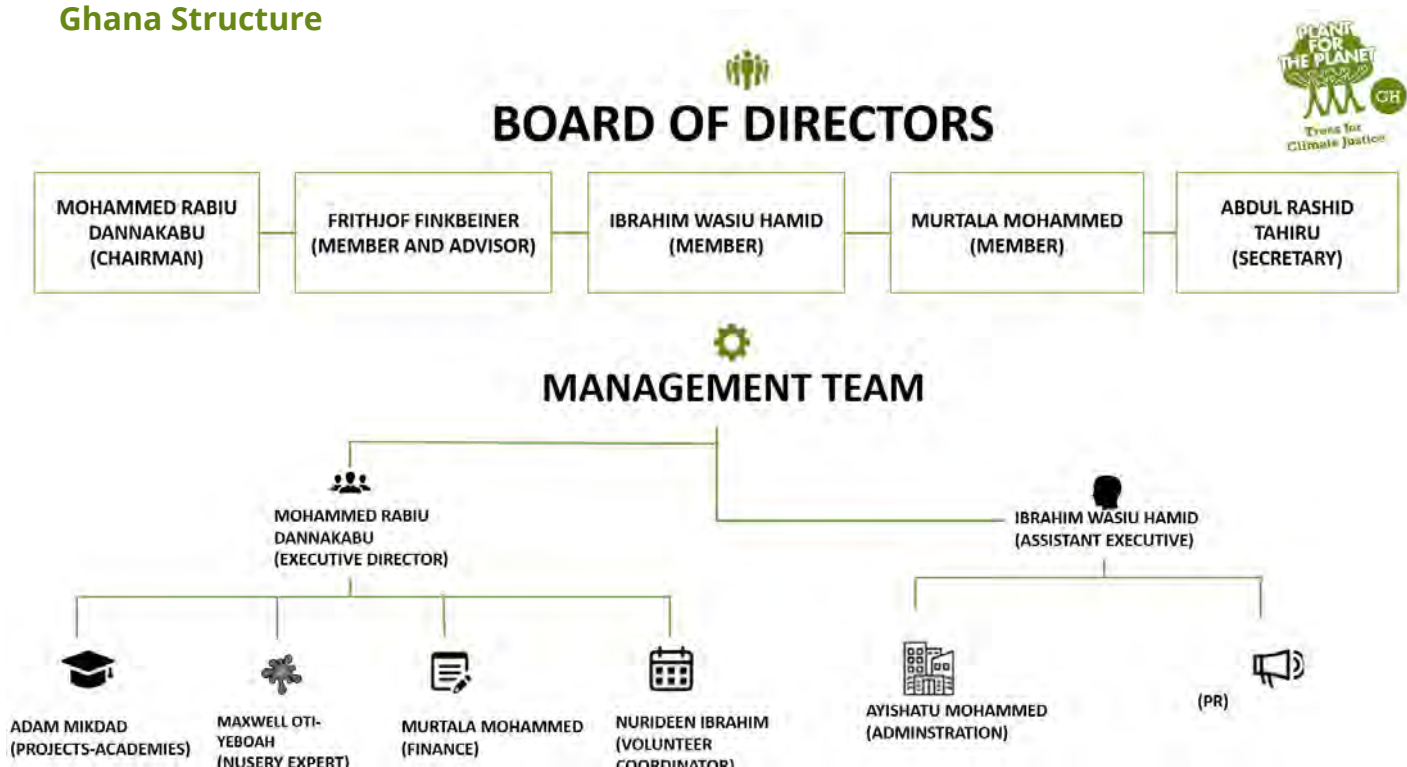 Ghana Structure
PLANT
FOR
THE PLANET
GH
Trees for
Climate Justice
BOARD OF DIRECTORS
MOHAMMED RABIU
DANNAKABU
(CHAIRMAN)
FRITHJOF FINKBEINER
(MEMBER AND ADVISOR)
IBRAHIM WASIU HAMID
(MEMBER)
MURTALA MOHAMMED
(MEMBER)
ABDUL RASHID
TAHIRU
(SECRETARY)
MANAGEMENT TEAM
MOHAMMED RABIU
DANNAKABU
(EXECUTIVE DIRECTOR)
IBRAHIM WASIU HAMID
(ASSISTANT EXECUTIVE)
ADAM MIKDAD
(PROJECTS-ACADEMIES)
MAXWELL OTI-
YEBOAH
(NUSERY EXPERT)
MURTALA MOHAMMED
(FINANCE)
NURIDEEN IBRAHIM
(VOLUNTEER
COORDINATOR)
AYISHATU MOHAMMED
(ADMINSTRATION)
(PR)